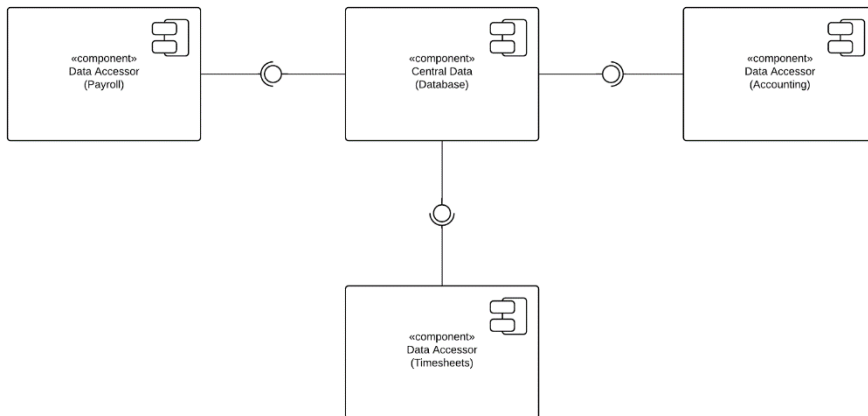 «component»
Data Accessor
(Payroll)
«component»
Central Data
(Database)
«component»
Data Accessor
(Accounting)
«component»
Data Accessor
(Timesheets)